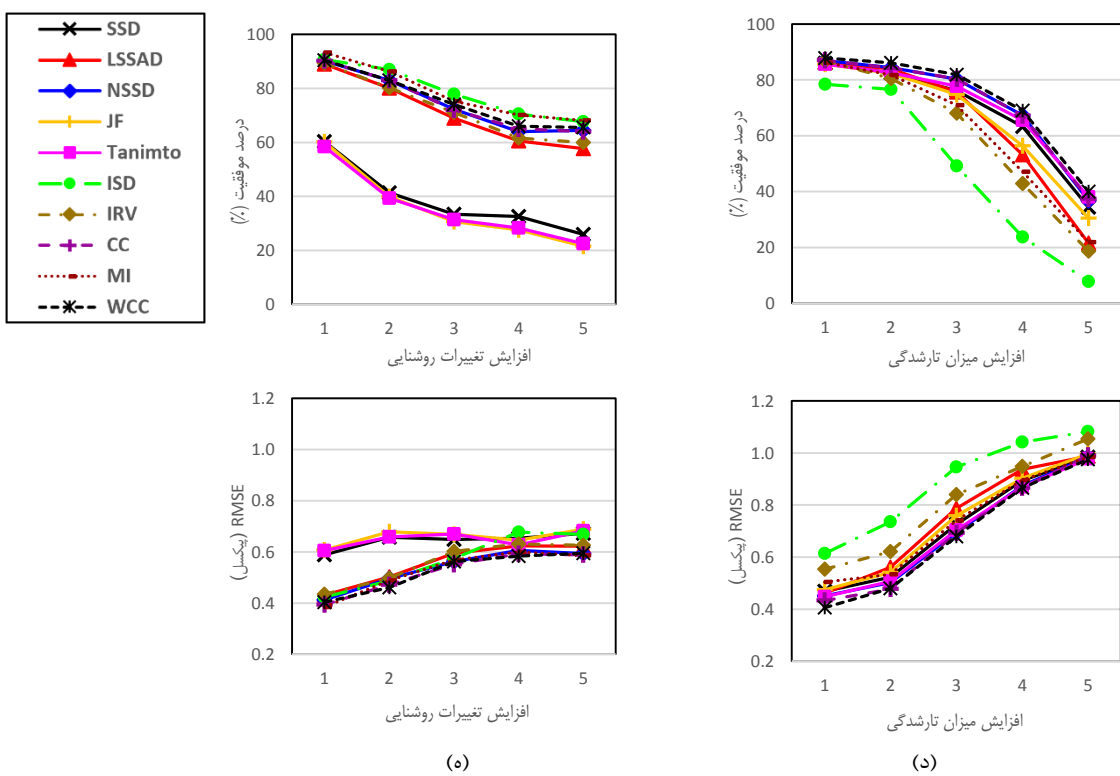 SSD
LSSAD
NSSD
JF
Tanimto
ISD
IRV
CC
MI
WCC
درصد موفقیت (%)
100
80
60
40
20
0
1 2 3 4 5
افزایش تغییرات روشنایی
درصد موفقیت (%)
100
80
60
40
20
0
1 2 3 4 5
افزایش میزان تارشدگی
RMSE (پیکسل)
1.2
1.0
0.8
0.6
0.4
0.2
1 2 3 4 5
افزایش تغییرات روشنایی
(ه)
RMSE (پیکسل)
1.2
1.0
0.8
0.6
0.4
0.2
1 2 3 4 5
افزایش میزان تارشدگی
(د)